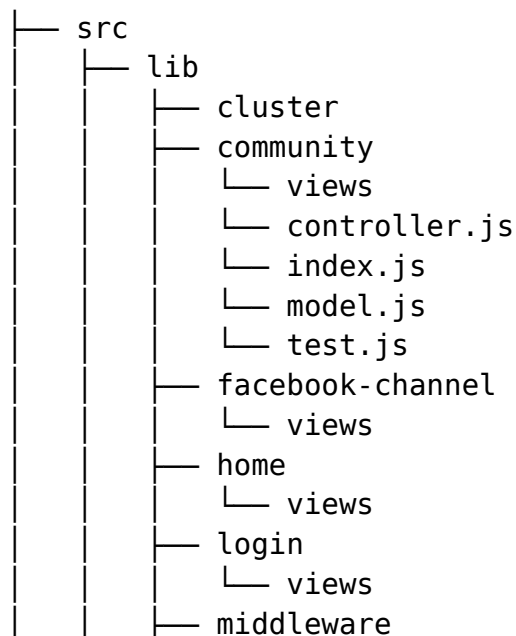 ├── src
│   ├── lib
│   │   ├── cluster
│   │   ├── community
│   │   │   └── views
│   │   │   └── controller.js
│   │   │   └── index.js
│   │   │   └── model.js
│   │   │   └── test.js
│   │   ├── facebook-channel
│   │   │   └── views
│   │   ├── home
│   │   │   └── views
│   │   ├── login
│   │   │   └── views
│   │   ├── middleware